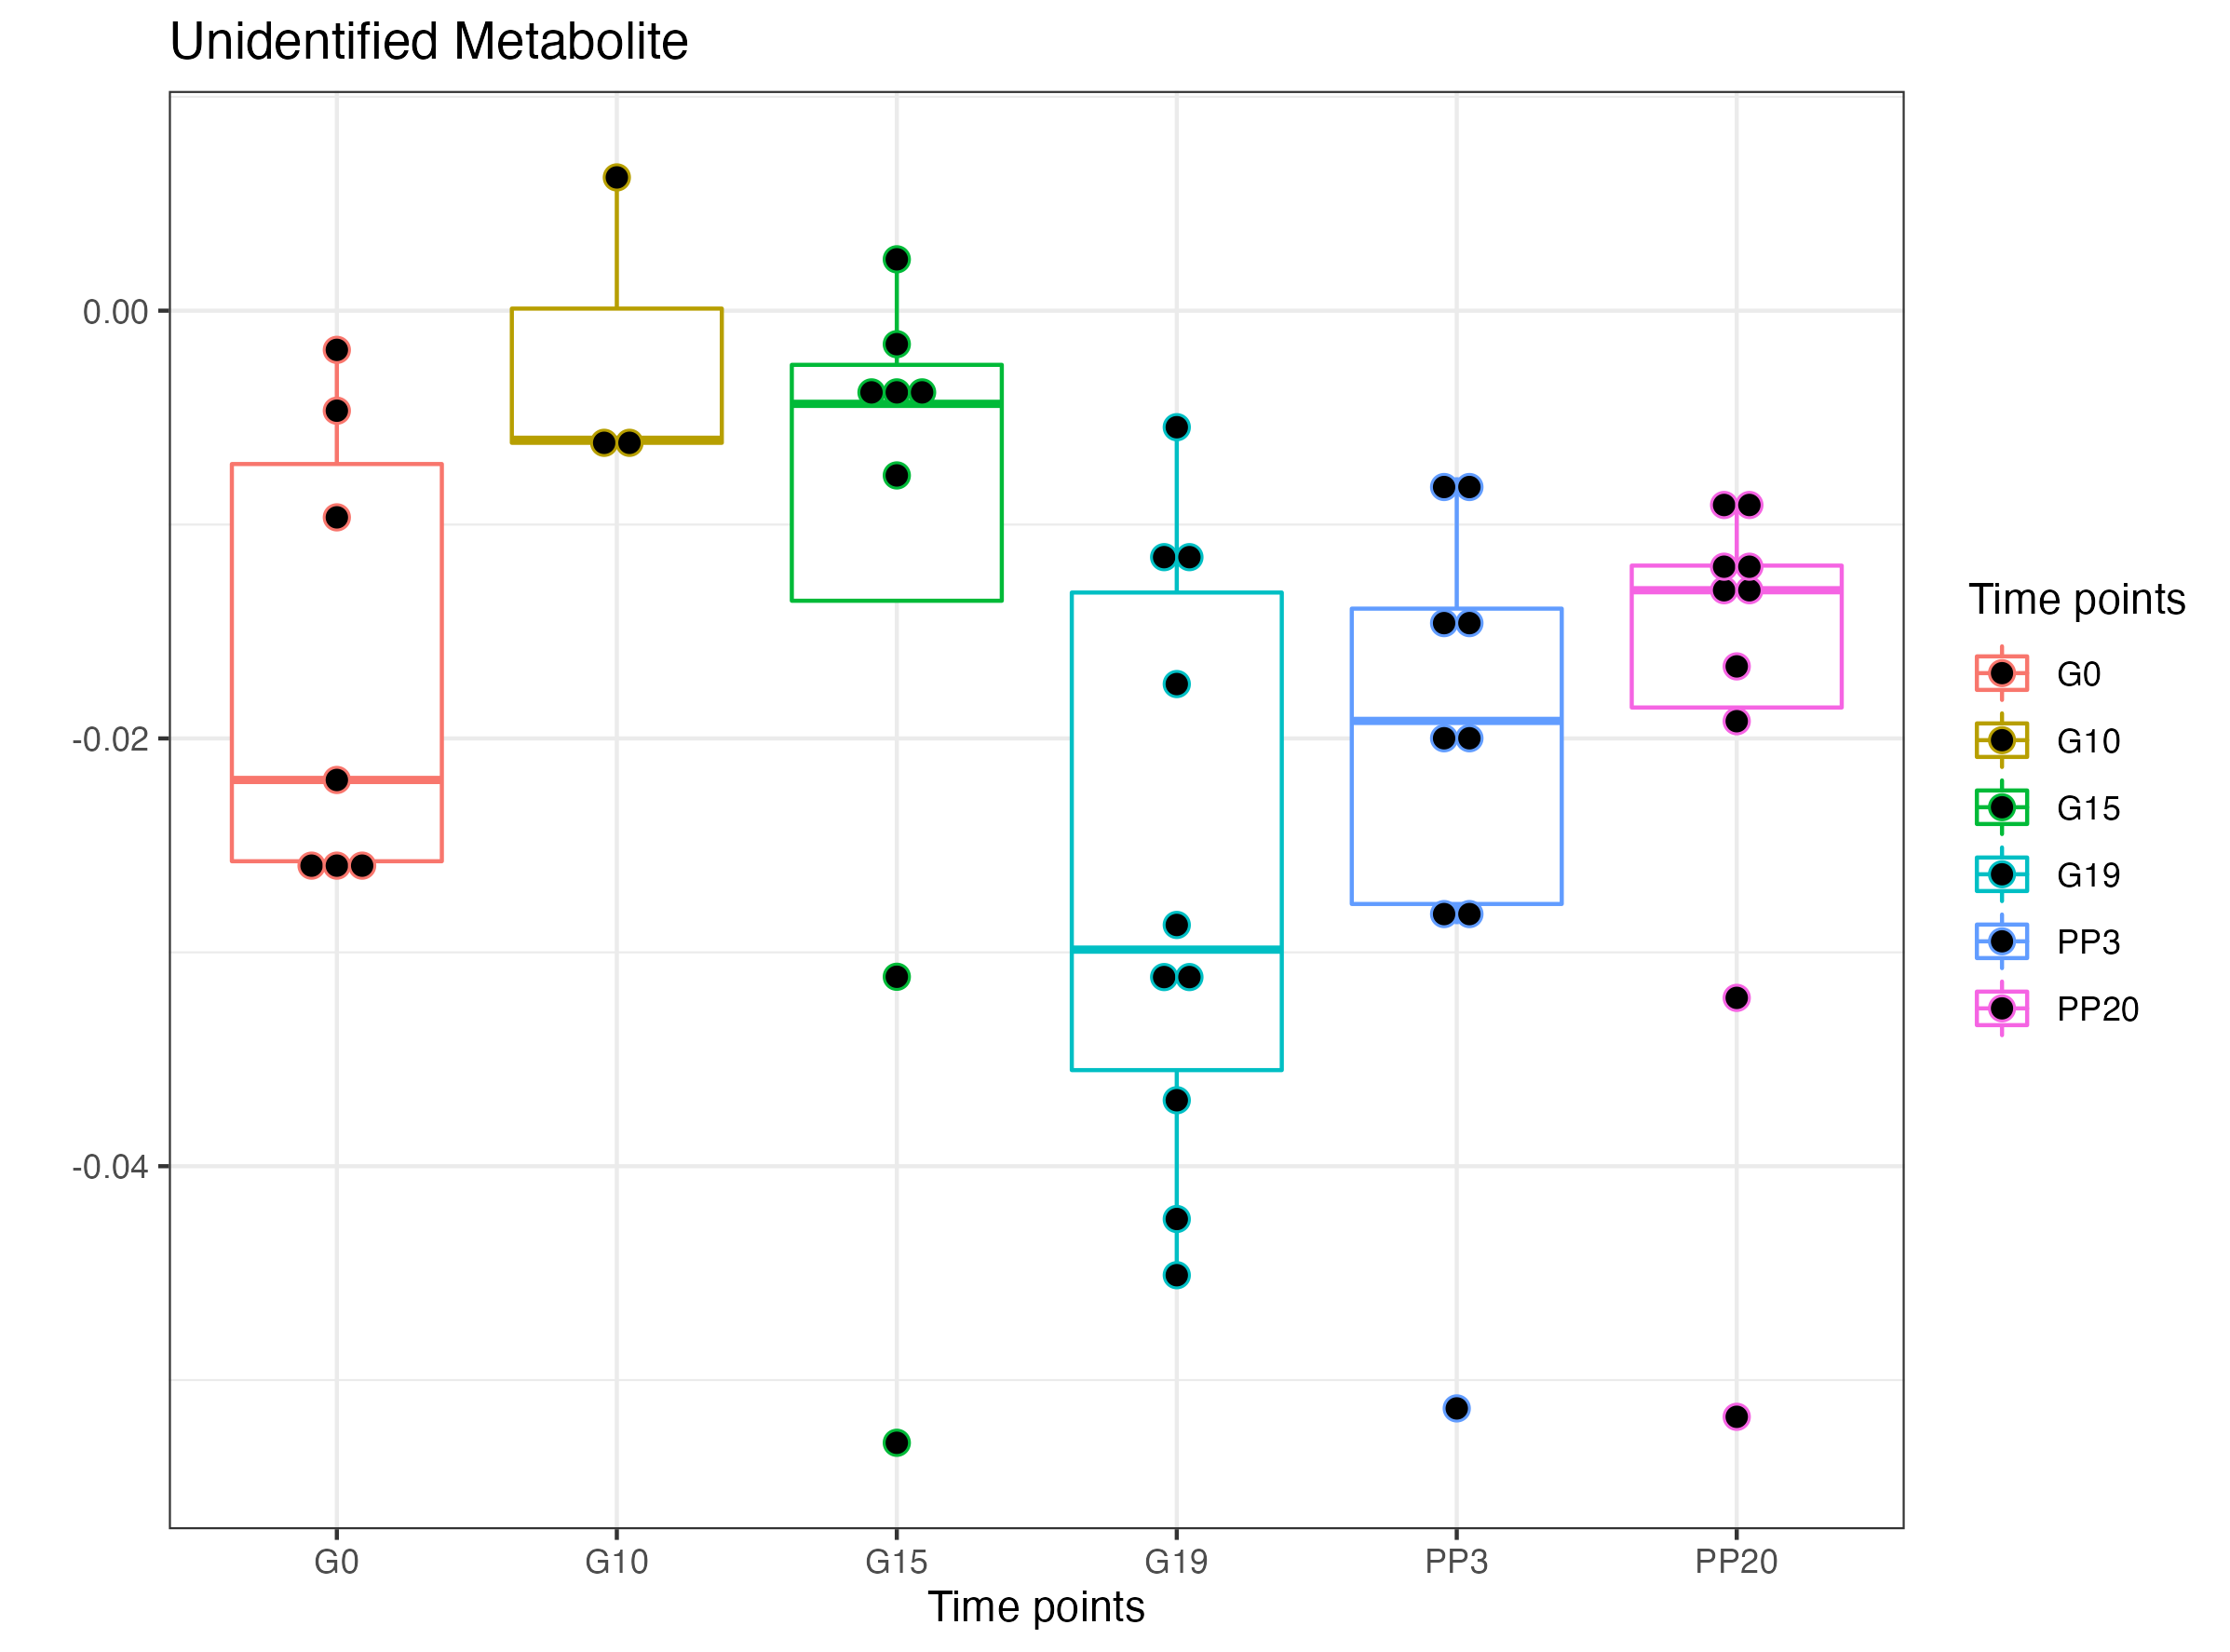 Unidentified Metabolite
0.00
-0.02
-0.04
G0
G10
G15
G19
PP3
PP20
Time points
Time points
G0
G10
G15
G19
PP3
PP20